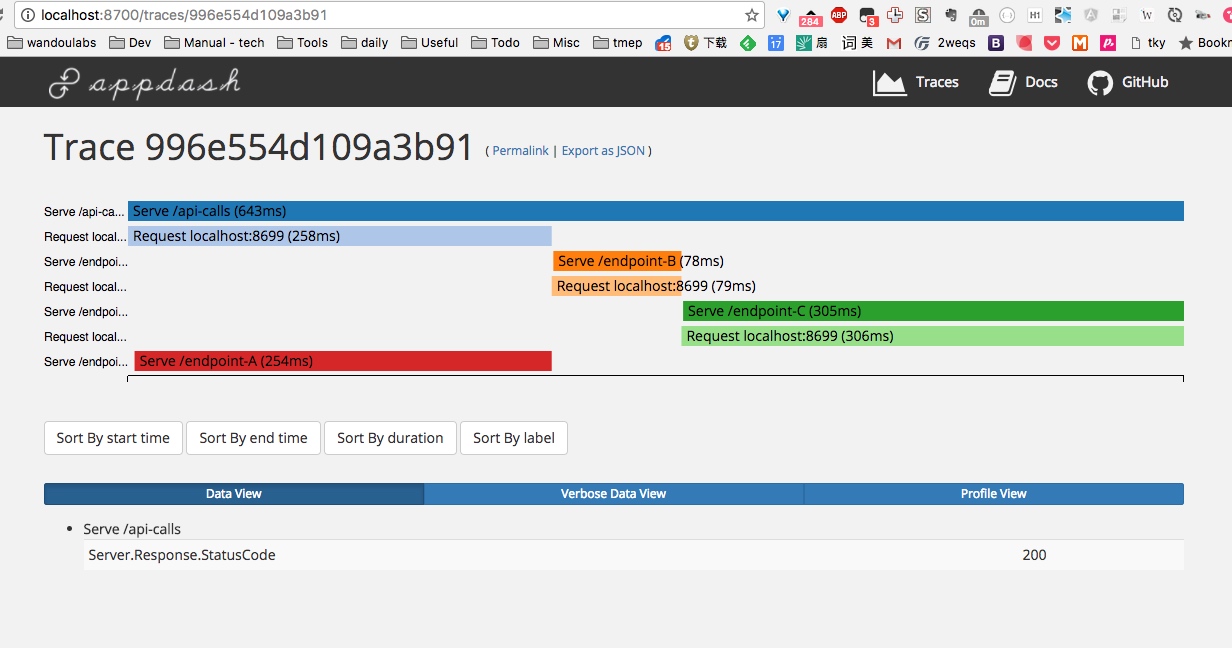 localhost:8700/traces/996e554d109a3b91
284 ABP 3 S 0m H1 W
wandoulabs Dev Manual - tech Tools daily Useful Todo Misc tmep 15 下载 17 扇 词 美 2weqs B tky Bookm
appdash Traces Docs GitHub
Trace 996e554d109a3b91 ( Permalink | Export as JSON )
Serve /api-ca... Serve /api-calls (643ms)
Request local... Request localhost:8699 (258ms)
Serve /endpoi... Serve /endpoint-B (78ms)
Request local... Request localhost:8699 (79ms)
Serve /endpoi... Serve /endpoint-C (305ms)
Request local... Request localhost:8699 (306ms)
Serve /endpoi... Serve /endpoint-A (254ms)
Sort By start time Sort By end time Sort By duration Sort By label
Data View Verbose Data View Profile View
Serve /api-calls
Server.Response.StatusCode 200